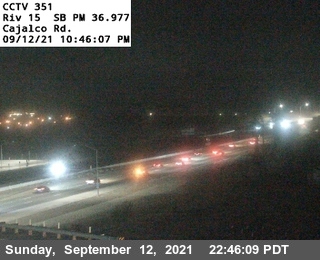 CCTV 351
Riv 15 SB PM 36.977
Cajalco Rd.
09/12/21 10:46:07 PM
Sunday, September 12, 2021 22:46:09 PDT